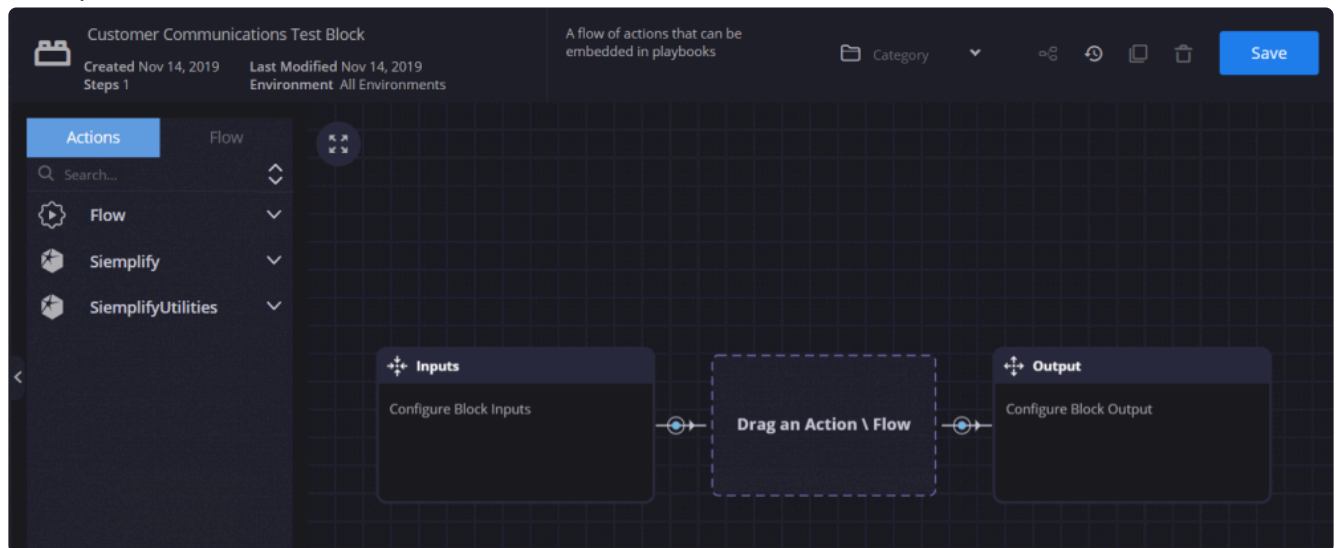 Customer Communications Test Block
Created Nov 14, 2019 Last Modified Nov 14, 2019
Steps 1 Environment All Environments
A flow of actions that can be
embedded in playbooks
Category
Save
Actions Flow
Search...
Flow
Siemplify
SiemplifyUtilities
Inputs
Configure Block Inputs
Drag an Action \ Flow
Output
Configure Block Output